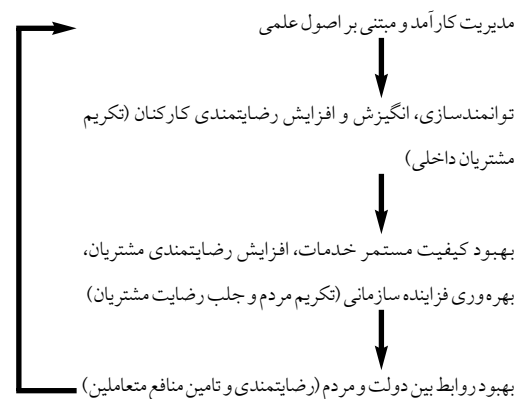 مدیریت کارآمد و مبتنی بر اصول علمی
توانمندسازی، انگیزش و افزایش رضایتمندی کارکنان (تکریم
مشتریان داخلی)
بهبود کیفیت مستمر خدمات، افزایش رضایتمندی مشتریان،
بهره‌وری فزاینده سازمانی (تکریم مردم و جلب رضایت مشتریان)
بهبود روابط بین دولت و مردم (رضایتمندی و تامین منافع متعاملین)